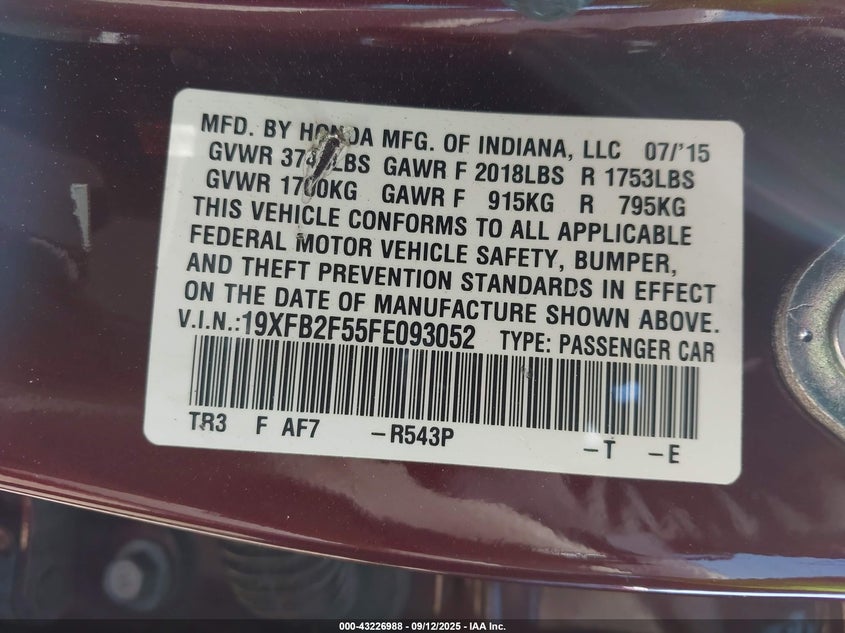 MFD. BY HONDA MFG. OF INDIANA, LLC 07/'15
GVWR LBS GAWR F 2018LBS R 1753LBS
GVWR 1700KG GAWR F 915KG R 795KG
THIS VEHICLE CONFORMS TO ALL APPLICABLE
FEDERAL MOTOR VEHICLE SAFETY, BUMPER,
AND THEFT PREVENTION STANDARDS IN EFFECT
ON THE DATE OF MANUFACTURE SHOWN ABOVE.
V.I.N.:19XFB2F55FE093052 TYPE: PASSENGER CAR
TR3 F AF7 –R543P –T –E
000-43226988 - 09/12/2025 - IAA Inc.